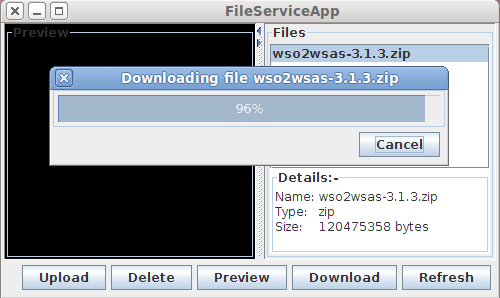 FileServiceApp
Preview
Files
wso2wsas-3.1.3.zip
Downloading file wso2wsas-3.1.3.zip
96%
Cancel
Details:-
Name: wso2wsas-3.1.3.zip
Type: zip
Size: 120475358 bytes
Upload Delete Preview Download Refresh